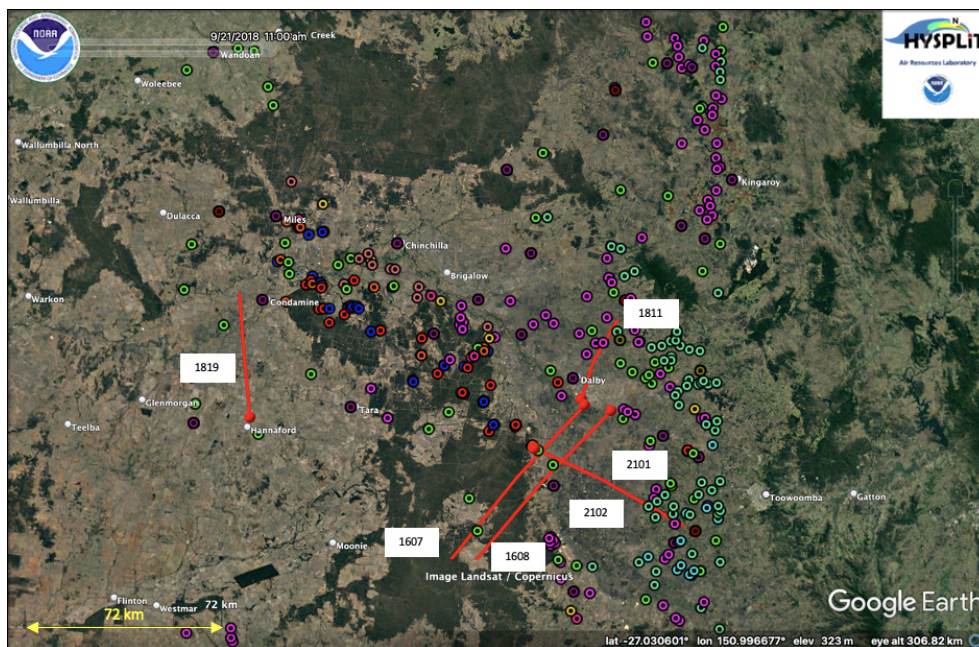 NOAA
9/21/2018 11:00am
Creek
Wandoan
Woleebee
N
HYSPLIT
Air Resources Laboratory
Wallumbilla North
Kingaroy
Wallumbilla
Dulacca
Miles
Chinchilla
Brigalow
Warkon
Condamine
1811
1819
Dalby
Glenmorgan
Tara
Teelba
Hannaford
2101
Toowoomba
Gatton
2102
1607
Moonie
1608
Image Landsat / Copernicus
Flinton
Westmar
72 km
72 km
Google Earth
lat -27.030601° lon 150.996677° elev 323 m eye alt 306.82 km